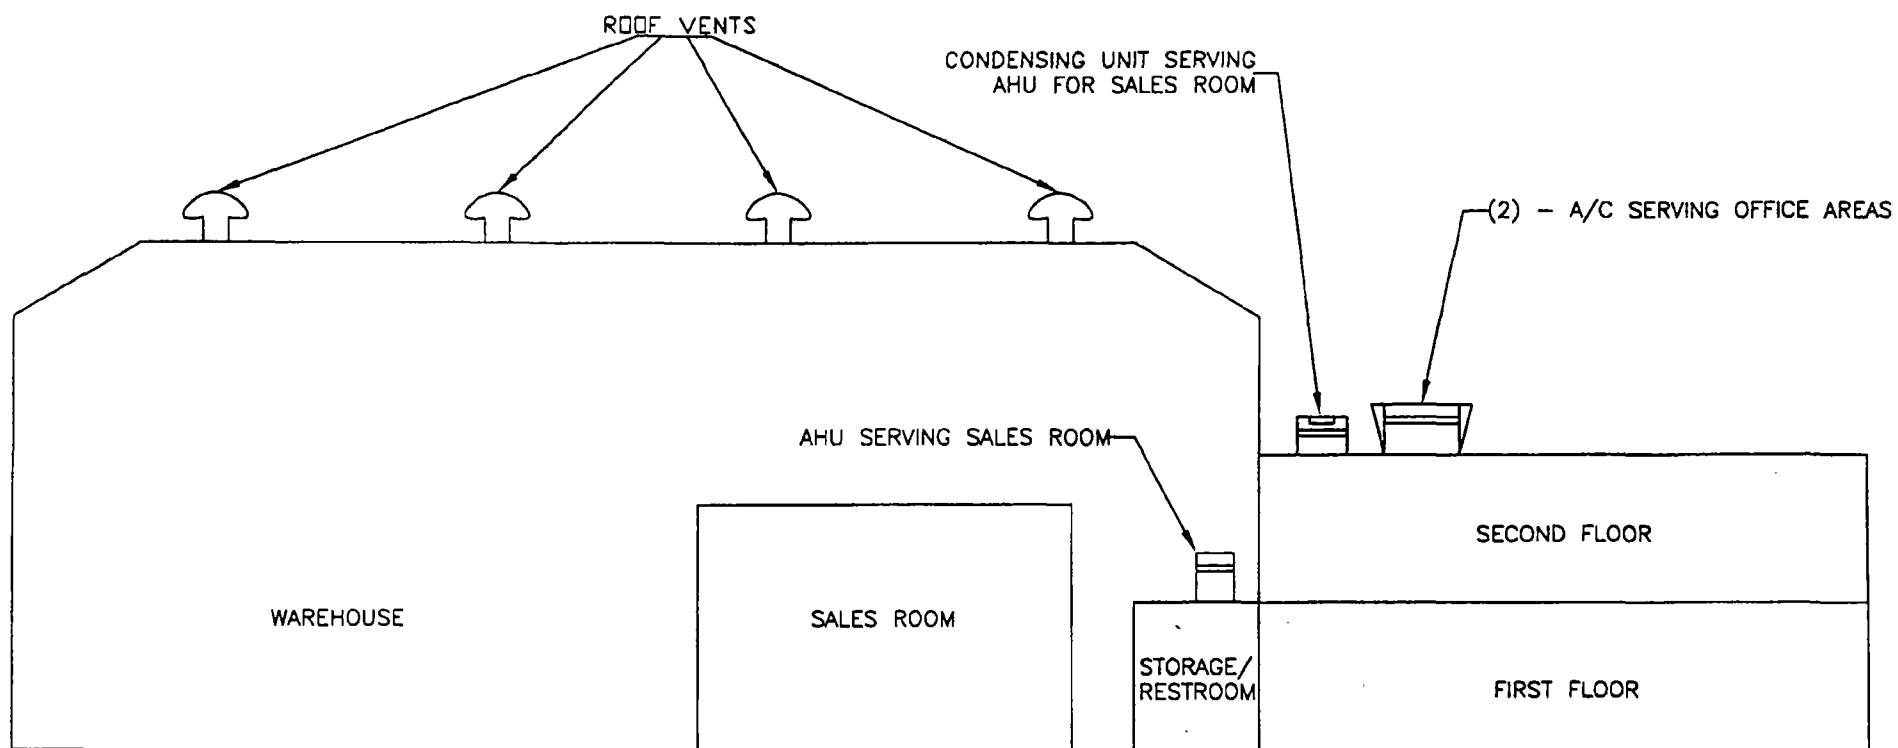 ROOF VENTS
CONDENSING UNIT SERVING
AHU FOR SALES ROOM
(2) - A/C SERVING OFFICE AREAS
AHU SERVING SALES ROOM
SECOND FLOOR
WAREHOUSE
SALES ROOM
STORAGE/
RESTROOM
FIRST FLOOR